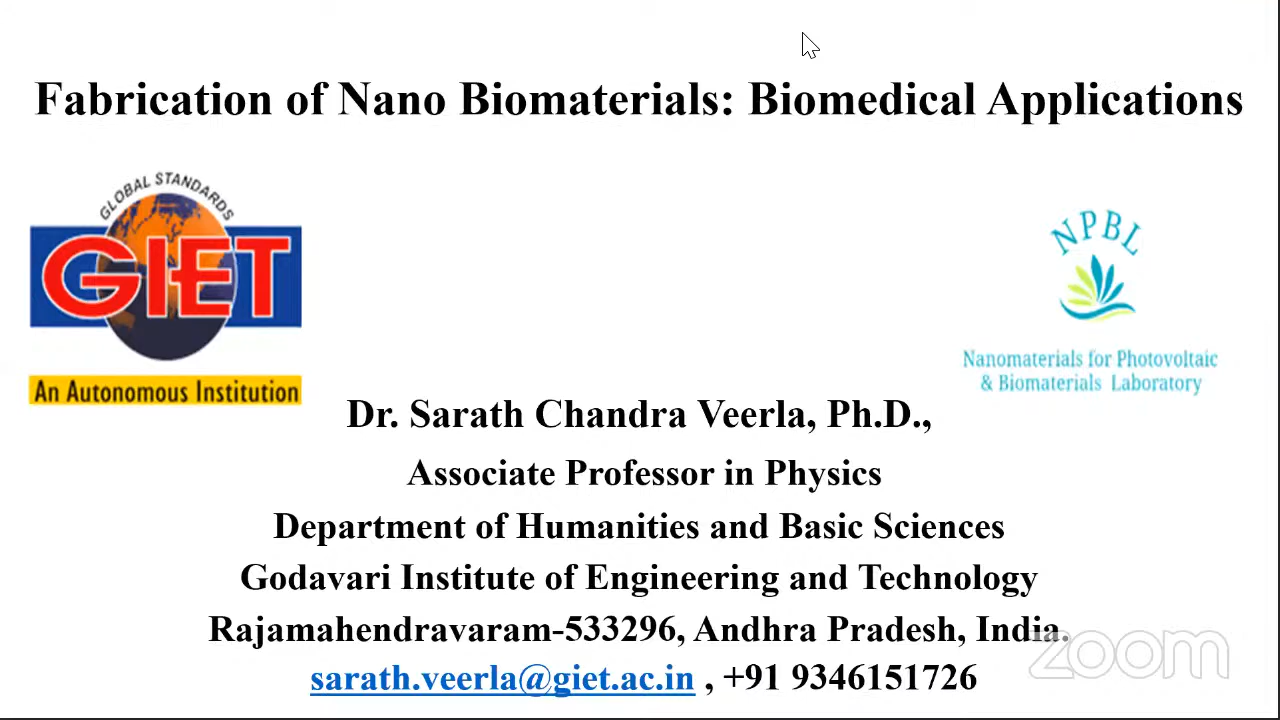 Fabrication of Nano Biomaterials: Biomedical Applications
GLOBAL STANDARDS
GIET
An Autonomous Institution
NPBL
Nanomaterials for Photovoltaic
& Biomaterials Laboratory
Dr. Sarath Chandra Veerla, Ph.D.,
Associate Professor in Physics
Department of Humanities and Basic Sciences
Godavari Institute of Engineering and Technology
Rajamahendravaram-533296, Andhra Pradesh, India.
zoom
sarath.veerla@giet.ac.in , +91 9346151726